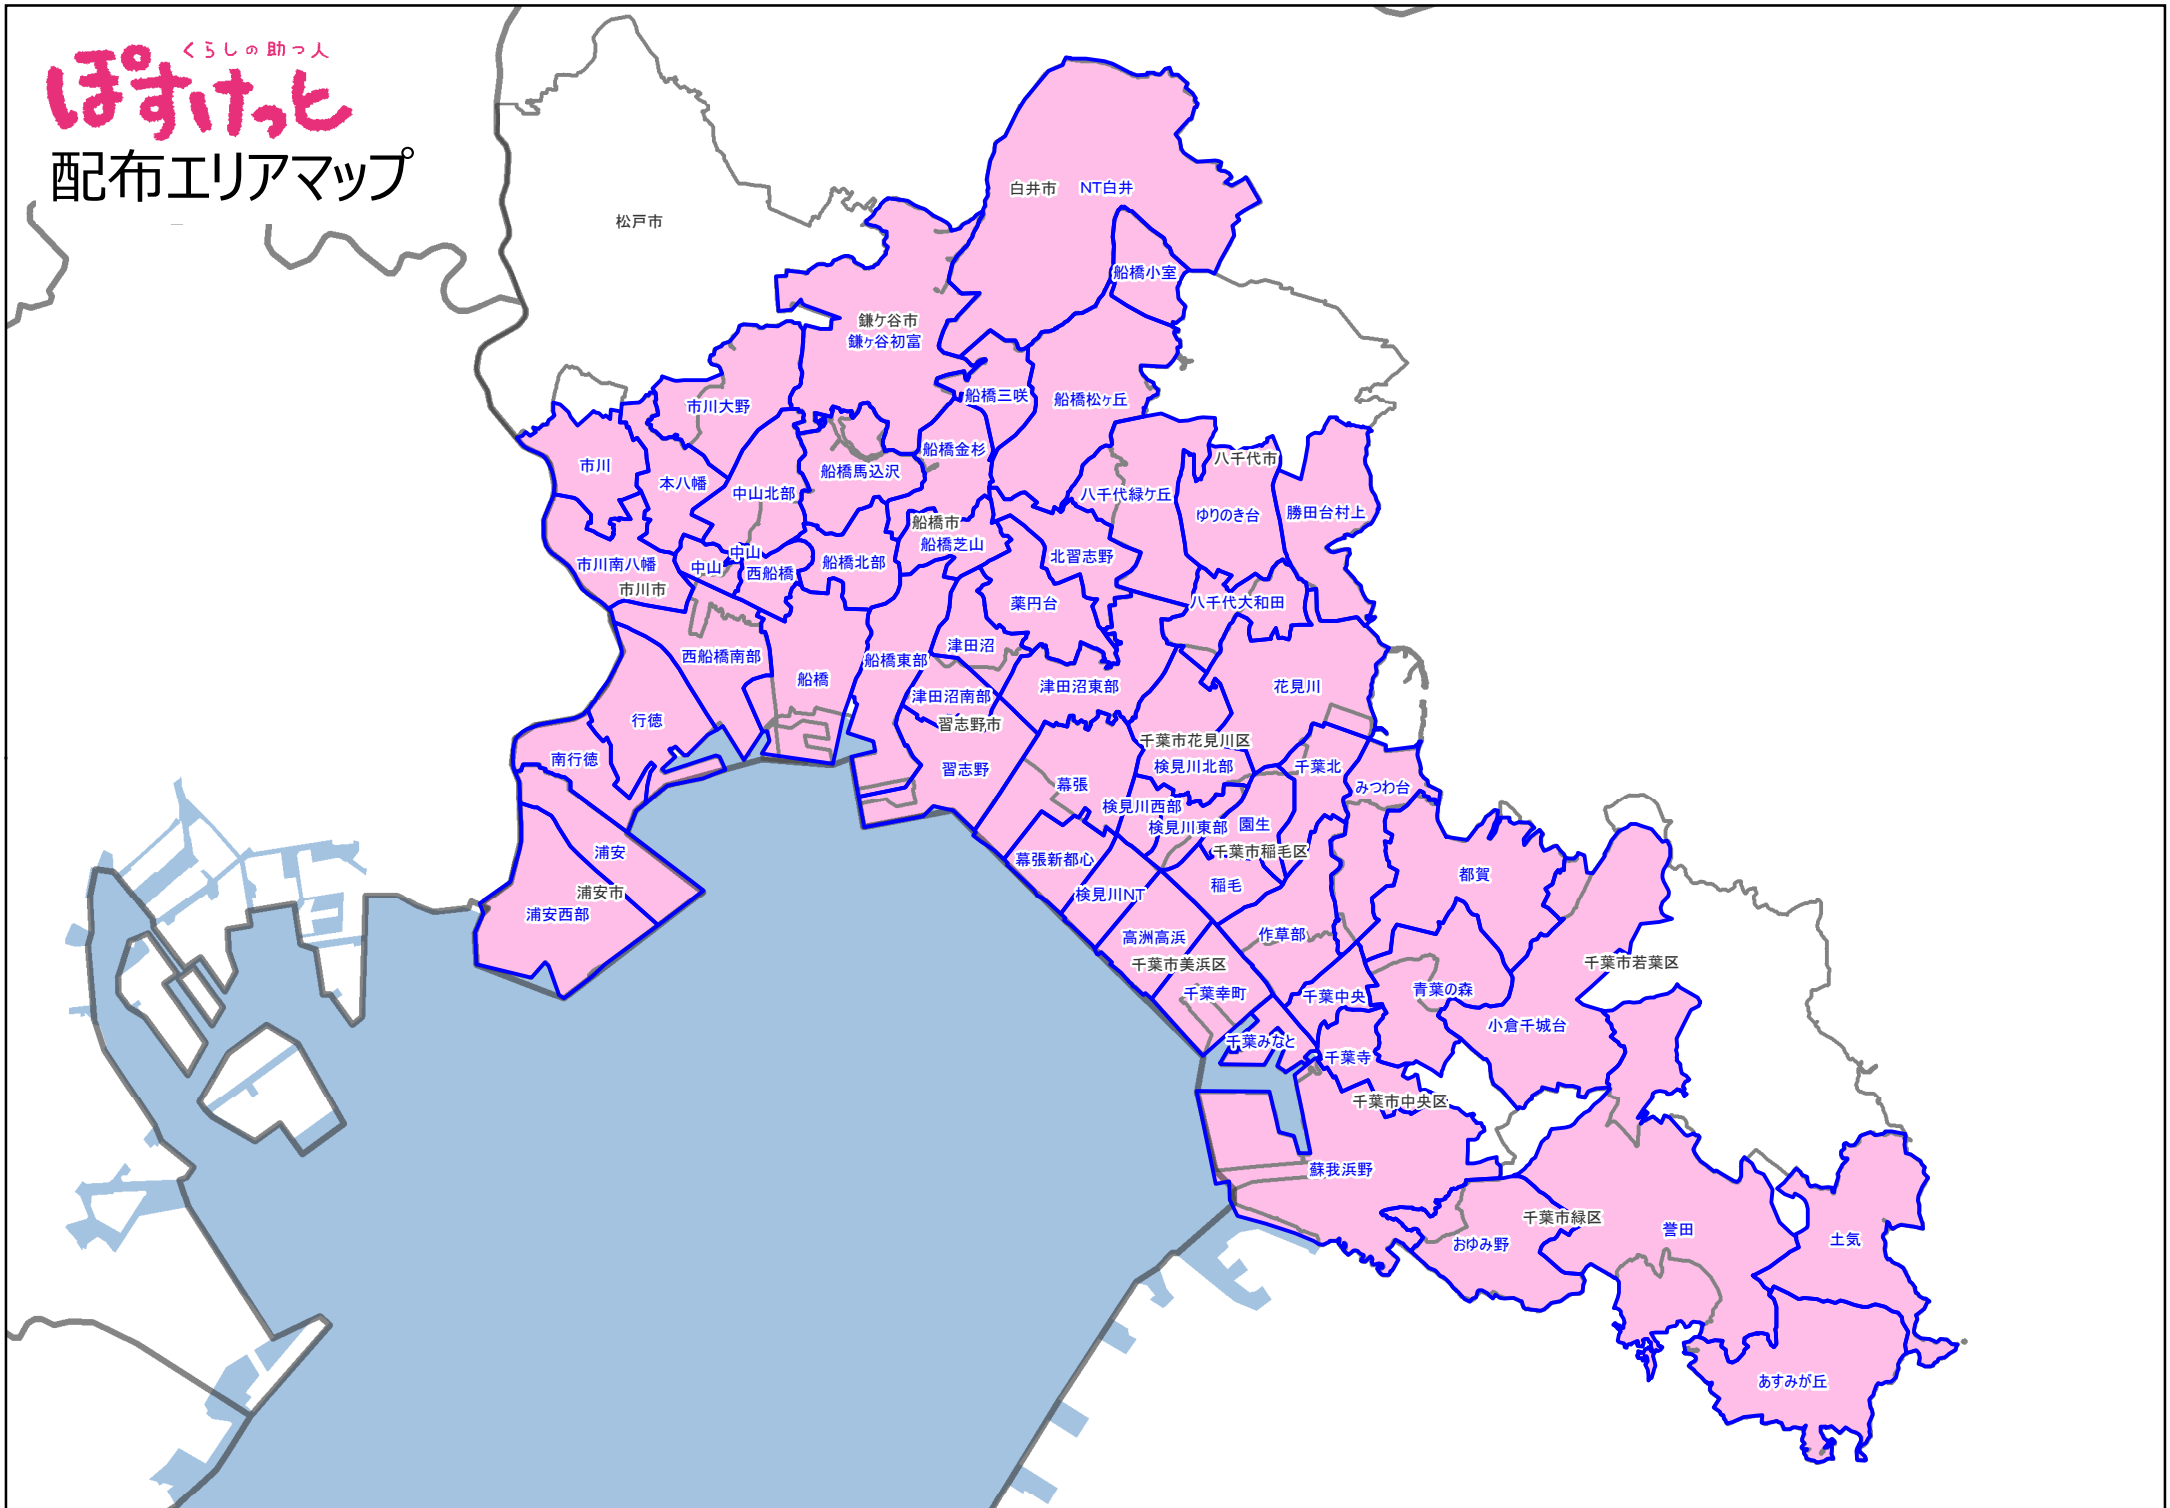 くらしの助っ人
ぽすけっと
配布エリアマップ
白井市
NT白井
松戸市
船橋小室
鎌ケ谷市
鎌ヶ谷初富
船橋三咲
船橋松ヶ丘
市川大野
船橋金杉
八千代市
市川
船橋馬込沢
本八幡
中山北部
八千代緑ケ丘
ゆりのき台
勝田台村上
船橋市
船橋芝山
中山
北習志野
市川南八幡
中山
西船橋
船橋北部
市川市
薬円台
八千代大和田
津田沼
西船橋南部
船橋東部
船橋
津田沼東部
花見川
津田沼南部
行徳
習志野市
千葉市花見川区
南行徳
習志野
検見川北部
千葉北
幕張
みつわ台
検見川西部
検見川東部
園生
浦安
千葉市稲毛区
幕張新都心
都賀
稲毛
浦安市
検見川NT
浦安西部
高洲高浜
作草部
千葉市美浜区
千葉市若葉区
千葉幸町
千葉中央
青葉の森
小倉千城台
千葉みなと
千葉寺
千葉市中央区
蘇我浜野
千葉市緑区
誉田
おゆみ野
土気
あすみが丘